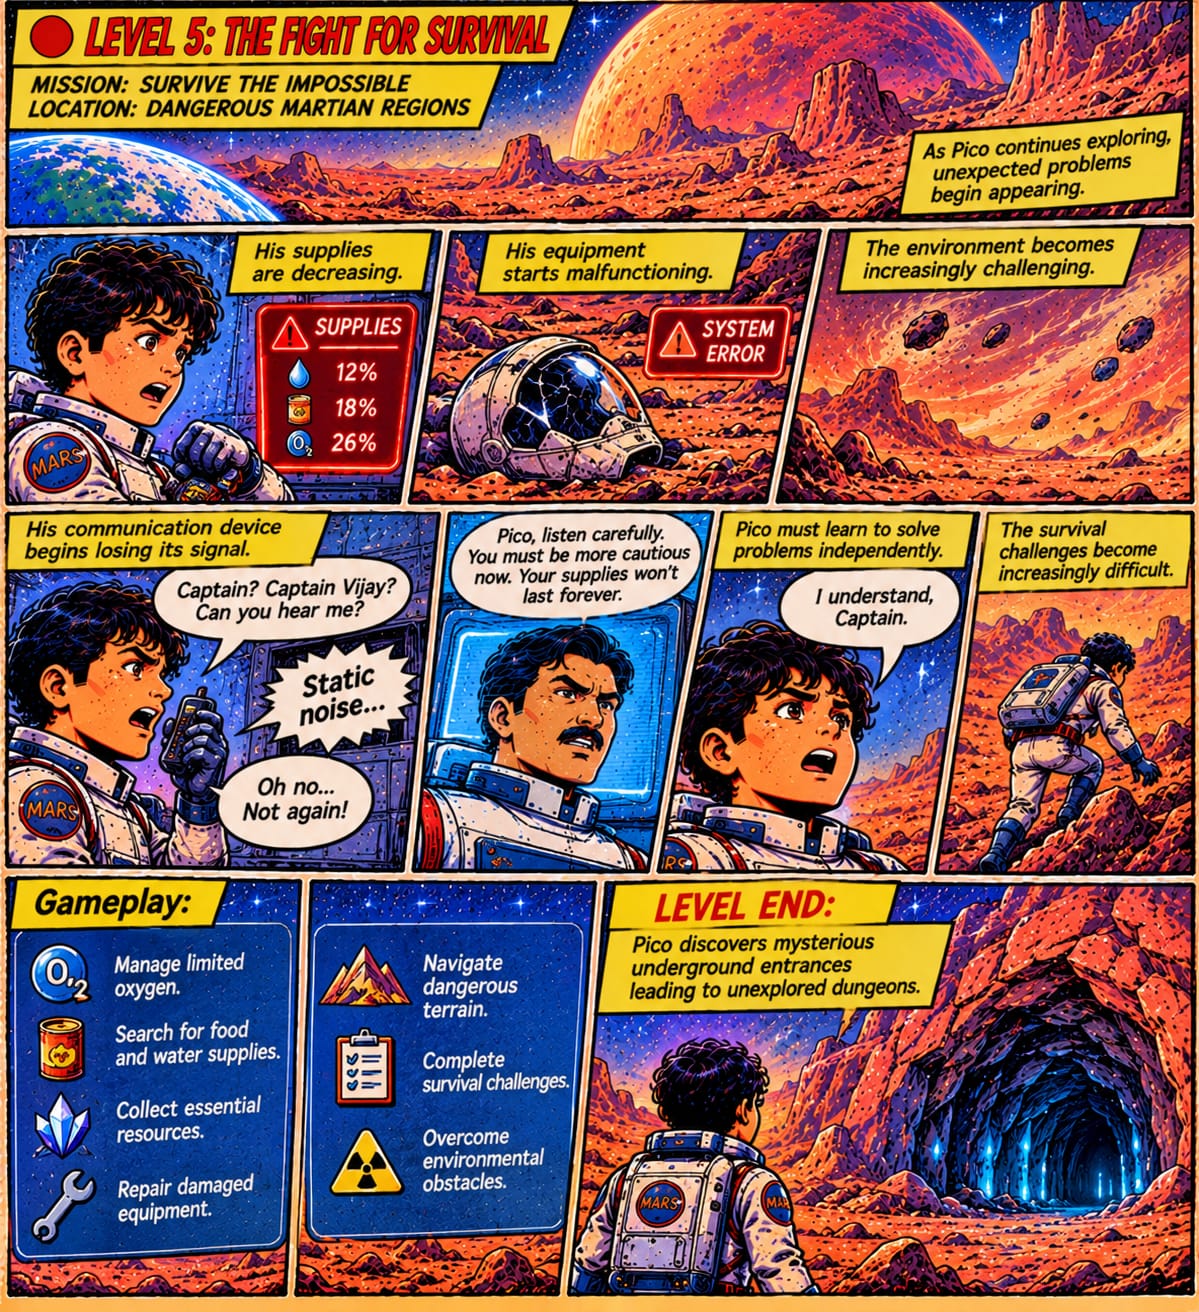 LEVEL 5: THE FIGHT FOR SURVIVAL
MISSION: SURVIVE THE IMPOSSIBLE
LOCATION: DANGEROUS MARTIAN REGIONS
As Pico continues exploring,
unexpected problems
begin appearing.
His supplies
are decreasing.
SUPPLIES
12%
18%
O2 26%
MARS
His equipment
starts malfunctioning.
SYSTEM
ERROR
The environment becomes
increasingly challenging.
His communication device
begins losing its signal.
Captain? Captain Vijay?
Can you hear me?
Static
noise...
Oh no...
Not again!
MARS
Pico, listen carefully.
You must be more cautious
now. Your supplies won't
last forever.
Pico must learn to solve
problems independently.
I understand,
Captain.
RS
The survival
challenges become
increasingly difficult.
Gameplay:
O,2
Manage limited
oxygen.
Search for food
and water supplies.
Collect essential
resources.
Repair damaged
equipment.
Navigate
dangerous
terrain.
Complete
survival challenges.
Overcome
environmental
obstacles.
LEVEL END:
Pico discovers mysterious
underground entrances
leading to unexplored dungeons.
MARS
MAR